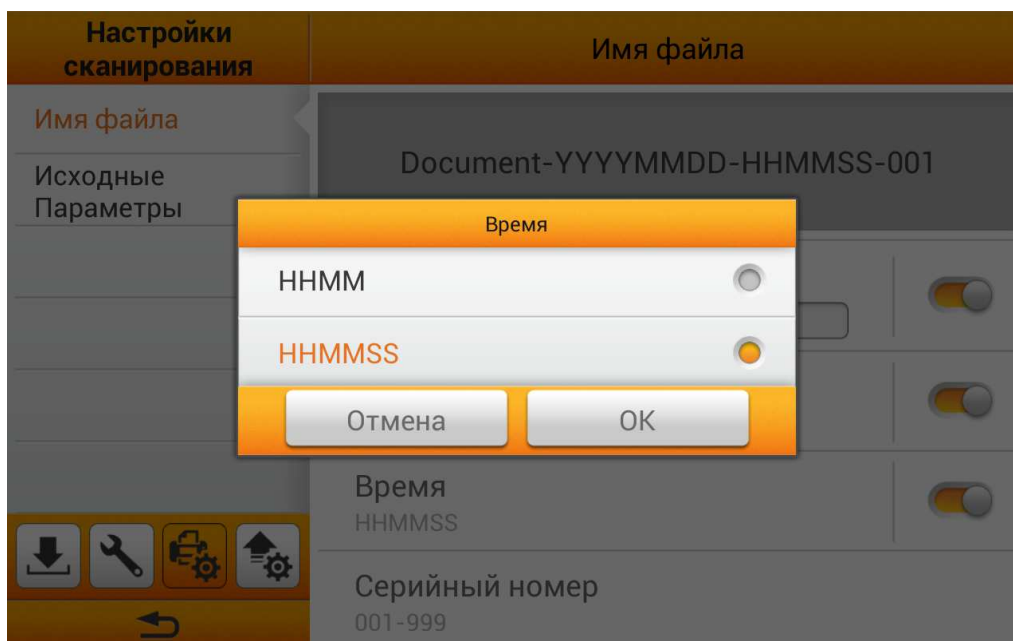 Настройки
сканирования
Имя файла
Имя файла
Исходные
Параметры
Document-YYYYMMDD-HHMMSS-001
Время
HHMM
HHMMSS
Отмена
OK
Время
HHMMSS
Серийный номер
001-999